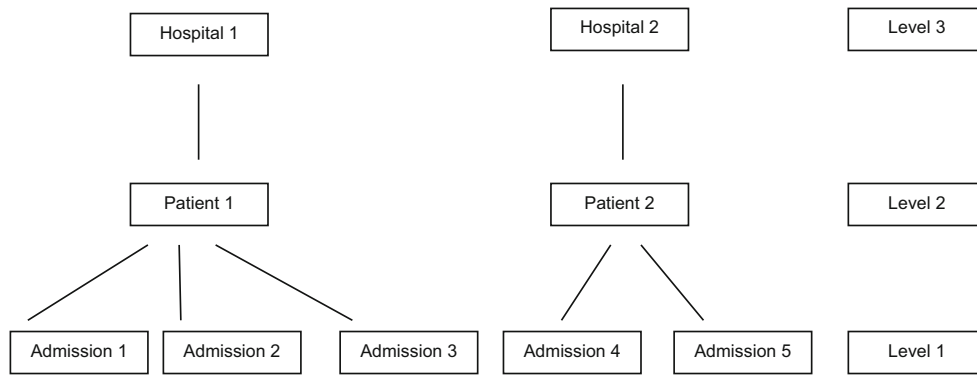 Hospital 1
Hospital 2
Level 3
Patient 1
Patient 2
Level 2
Admission 1
Admission 2
Admission 3
Admission 4
Admission 5
Level 1